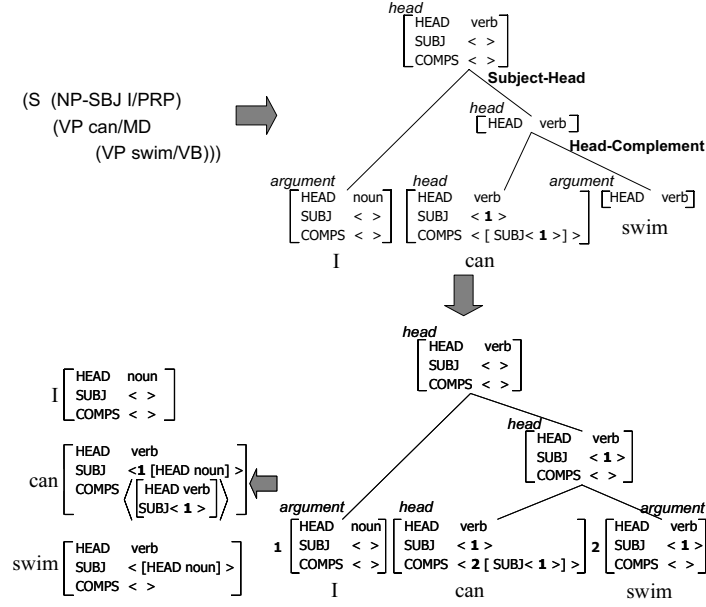 head
HEAD verb
SUBJ < >
COMPS < >
(S (NP-SBJ I/PRP)
(VP can/MD
(VP swim/VB)))
Subject-Head
head
[HEAD verb]
Head-Complement
argument
HEAD noun
SUBJ < >
COMPS < >
I
head
HEAD verb
SUBJ < 1 >
COMPS < [ SUBJ< 1 >] >
can
argument
[HEAD verb]
swim
head
HEAD verb
SUBJ < >
COMPS < >
head
HEAD verb
SUBJ < 1 >
COMPS < >
argument
1
HEAD noun
SUBJ < >
COMPS < >
I
head
HEAD verb
SUBJ < 1 >
COMPS < 2 [ SUBJ< 1 >] >
can
argument
2
HEAD verb
SUBJ < 1 >
COMPS < >
swim
I
HEAD noun
SUBJ < >
COMPS < >
can
HEAD verb
SUBJ <1 [HEAD noun] >
COMPS
HEAD verb
SUBJ< 1 >
swim
HEAD verb
SUBJ < [HEAD noun] >
COMPS < >